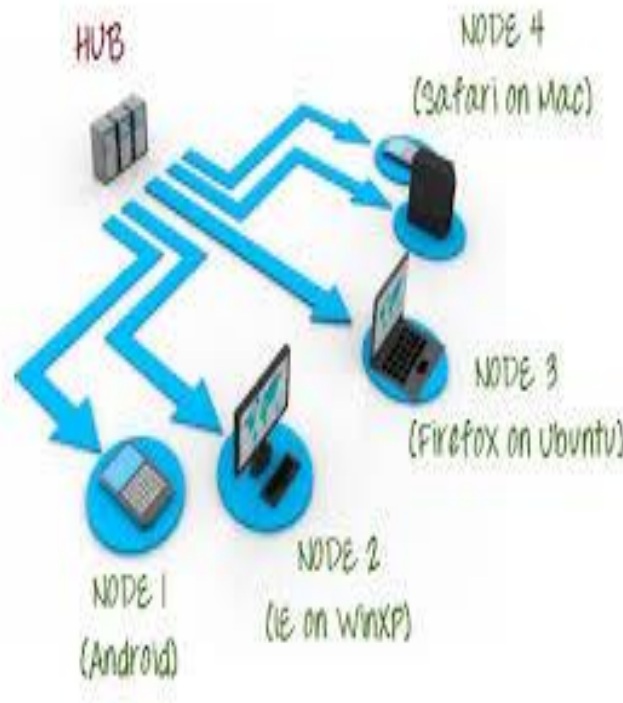 HUB
NODE 4
(Safari on Mac)
NODE 3
(Firefox on Ubuntu)
NODE 2
(IE on WinXP)
NODE 1
(Android)